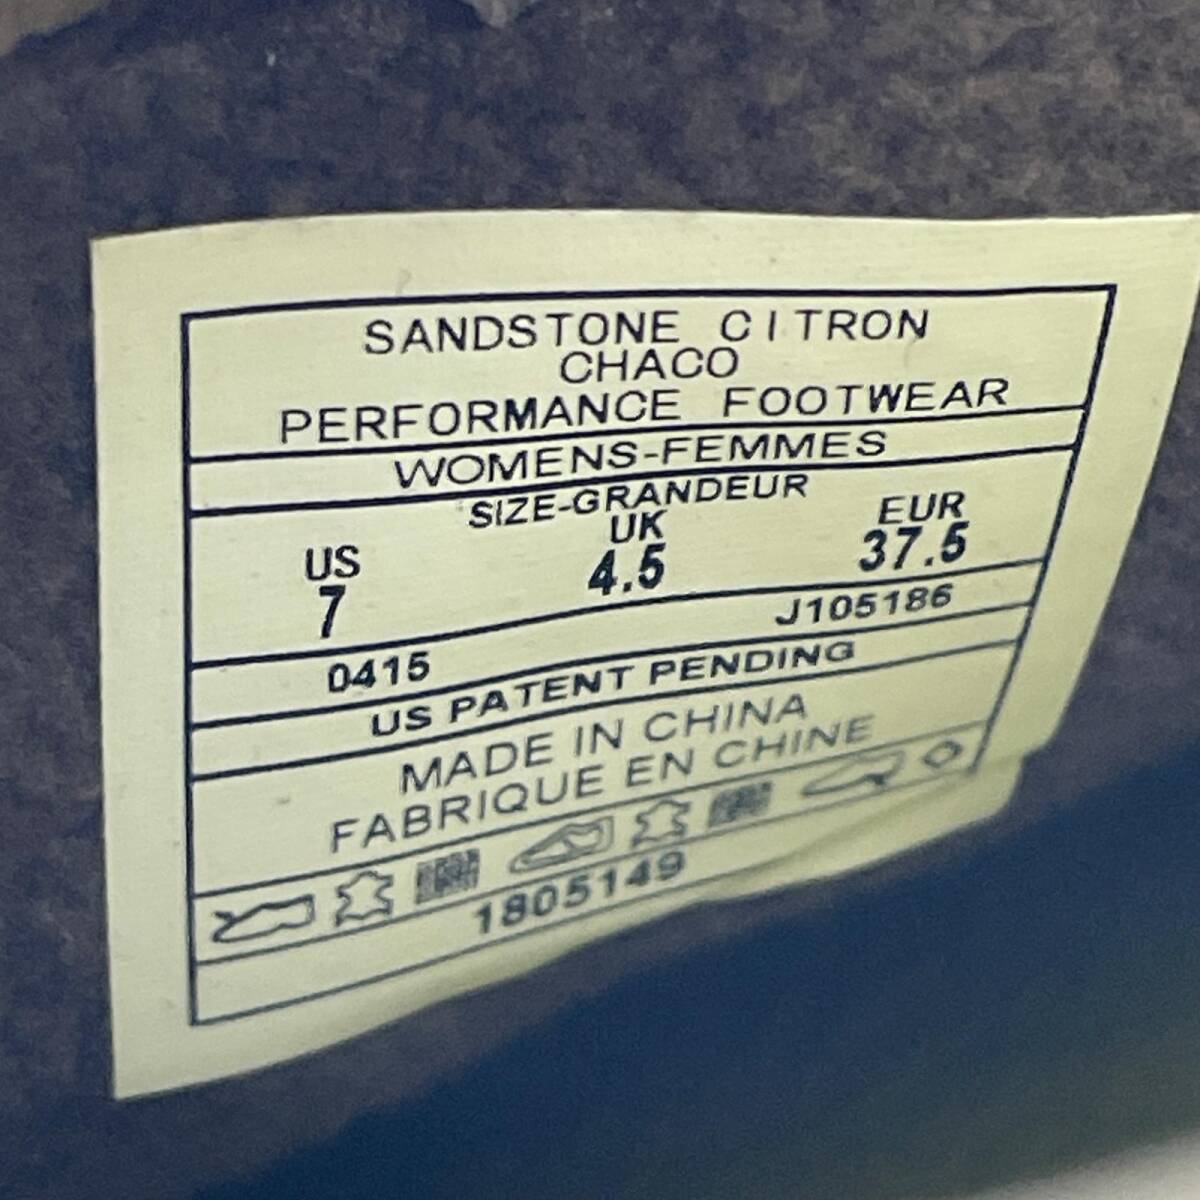 SANDSTONE CITRON
CHACO
PERFORMANCE FOOTWEAR
WOMENS-FEMMES
SIZE-GRANDEUR
US UK EUR
7 4.5 37.5
0415 J105186
US PATENT PENDING
MADE IN CHINA
FABRIQUE EN CHINE
1805149